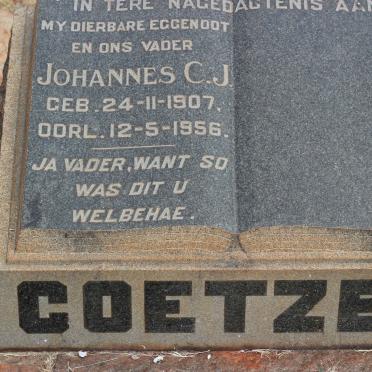 IN TERE NAGEDAGTENIS AAN
MY DIERBARE EGGENOOT
EN ONS VADER
JOHANNES C.J.
GEB. 24-11-1907.
OORL. 12-5-1956.
JA VADER, WANT SO
WAS DIT U
WELBEHAE.
COETZE